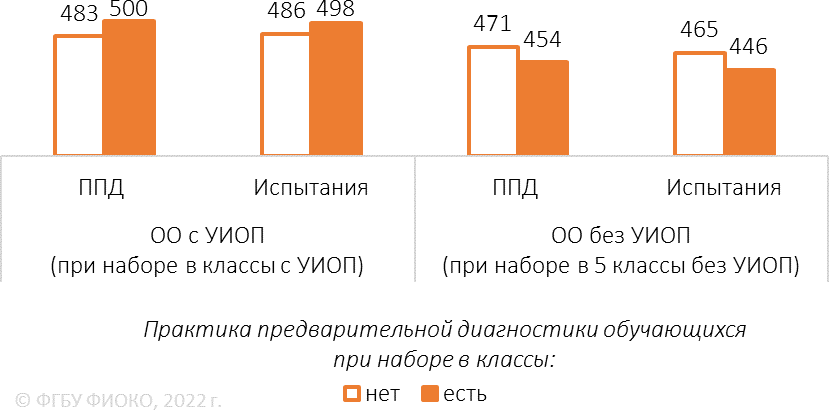 483 500 486 498 471 454 465 446
ППД Испытания ППД Испытания
ОО с УИОП ОО без УИОП
(при наборе в классы с УИОП) (при наборе в 5 классы без УИОП)
Практика предварительной диагностики обучающихся
при наборе в классы:
нет есть
© ФГБУ ФИОКО, 2022 г.